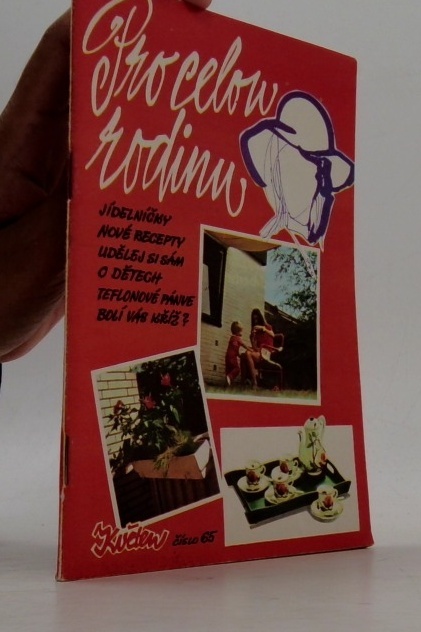 Pro celou
rodinu
JÍDELNÍČKY
NOVÉ RECEPTY
UDĚLEJ SI SÁM
O DĚTECH
TEFLONOVÉ PÁNVE
BOLÍ VÁS KŘÍŽ?
Květen ČÍSLO 65